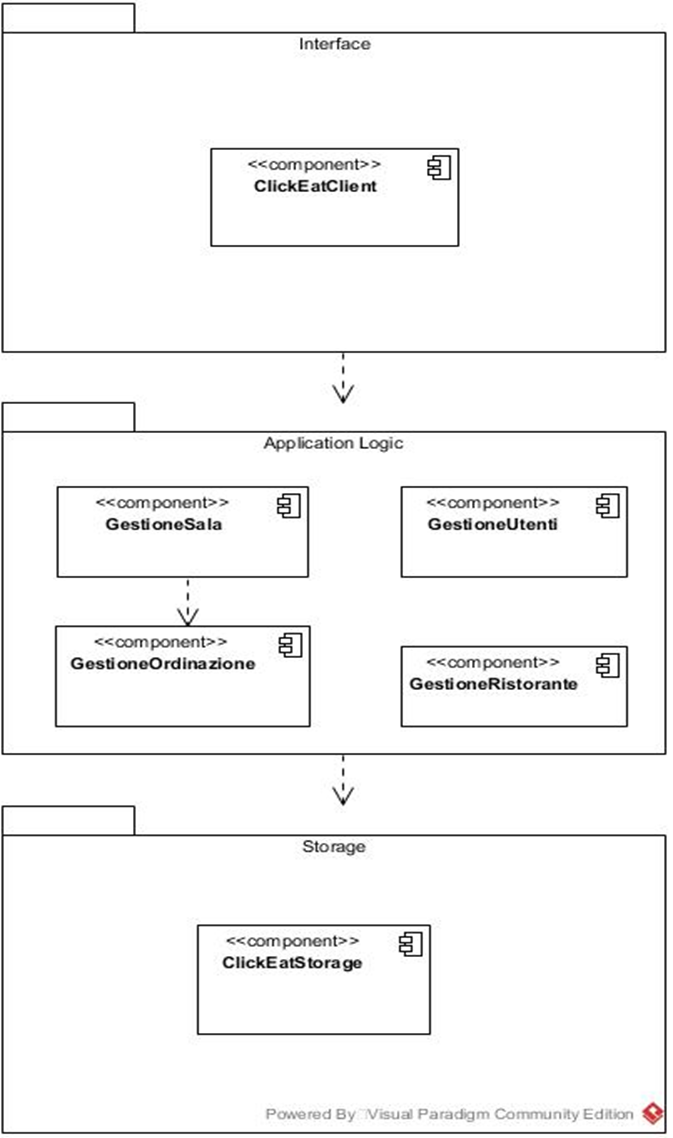 Interface
<<component>>
ClickEatClient
Application Logic
<<component>>
GestioneSala
<<component>>
GestioneUtenti
<<component>>
GestioneOrdinazione
<<component>>
GestioneRistorante
Storage
<<component>>
ClickEatStorage
Powered By Visual Paradigm Community Edition